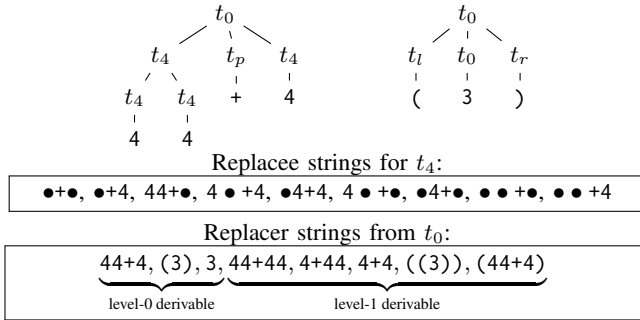 t0 t0
t4 tp t4 tl t0 tr
t4 t4 + 4 ( 3 )
4 4
Replacee strings for t4:
●+●, ●+4, 44+●, 4 ● +4, ●4+4, 4 ● +●, ●4+●, ● ● +●, ● ● +4
Replacer strings from t0:
44+4, (3), 3, 44+44, 4+44, 4+4, ((3)), (44+4)
level-0 derivable level-1 derivable